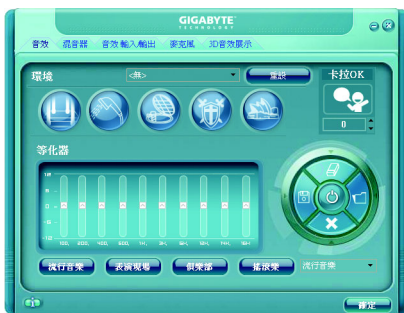 GIGABYTE™
TECHNOLOGY
音效 混音器 音效輸入/輸出 麥克風 3D音效展示
環境 <無> 重設 卡拉OK
0
等化器
流行音樂 表演現場 俱樂部 搖滾樂 流行音樂
確定